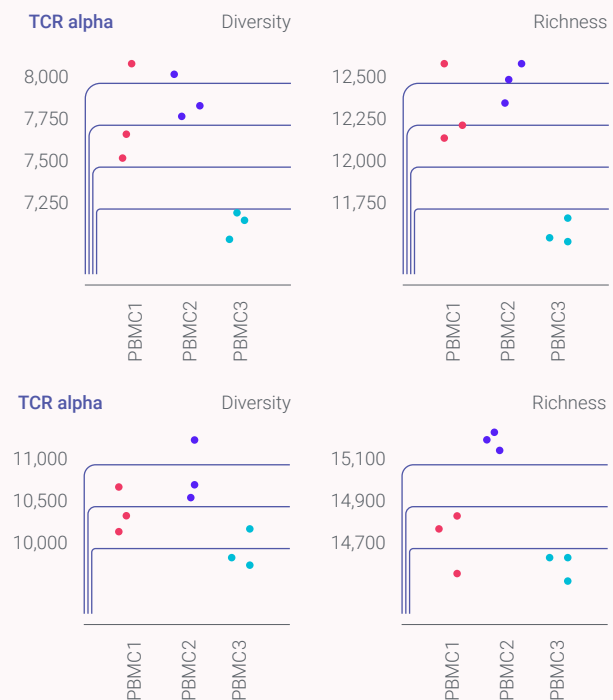 TCR alpha Diversity
8,000
7,750
7,500
7,250
PBMC1 PBMC2 PBMC3
Richness
12,500
12,250
12,000
11,750
PBMC1 PBMC2 PBMC3
TCR alpha Diversity
11,000
10,500
10,000
PBMC1 PBMC2 PBMC3
Richness
15,100
14,900
14,700
PBMC1 PBMC2 PBMC3